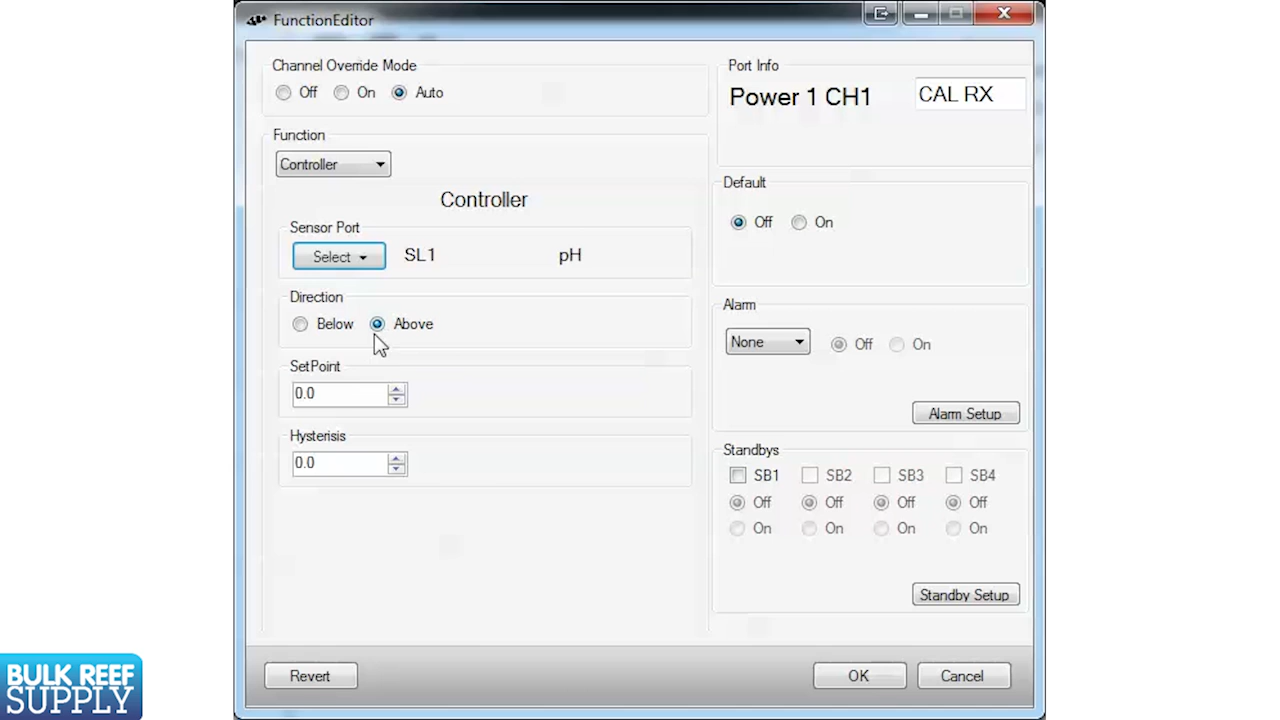 FunctionEditor
Channel Override Mode
Off On Auto
Function
Controller
Controller
Sensor Port
Select SL1 pH
Direction
Below Above
SetPoint
0.0
Hysterisis
0.0
Port Info
Power 1 CH1 CAL RX
Default
Off On
Alarm
None Off On
Alarm Setup
Standbys
SB1 SB2 SB3 SB4
Off Off Off Off
On On On On
Standby Setup
Revert OK Cancel
BULK REEF
SUPPLY